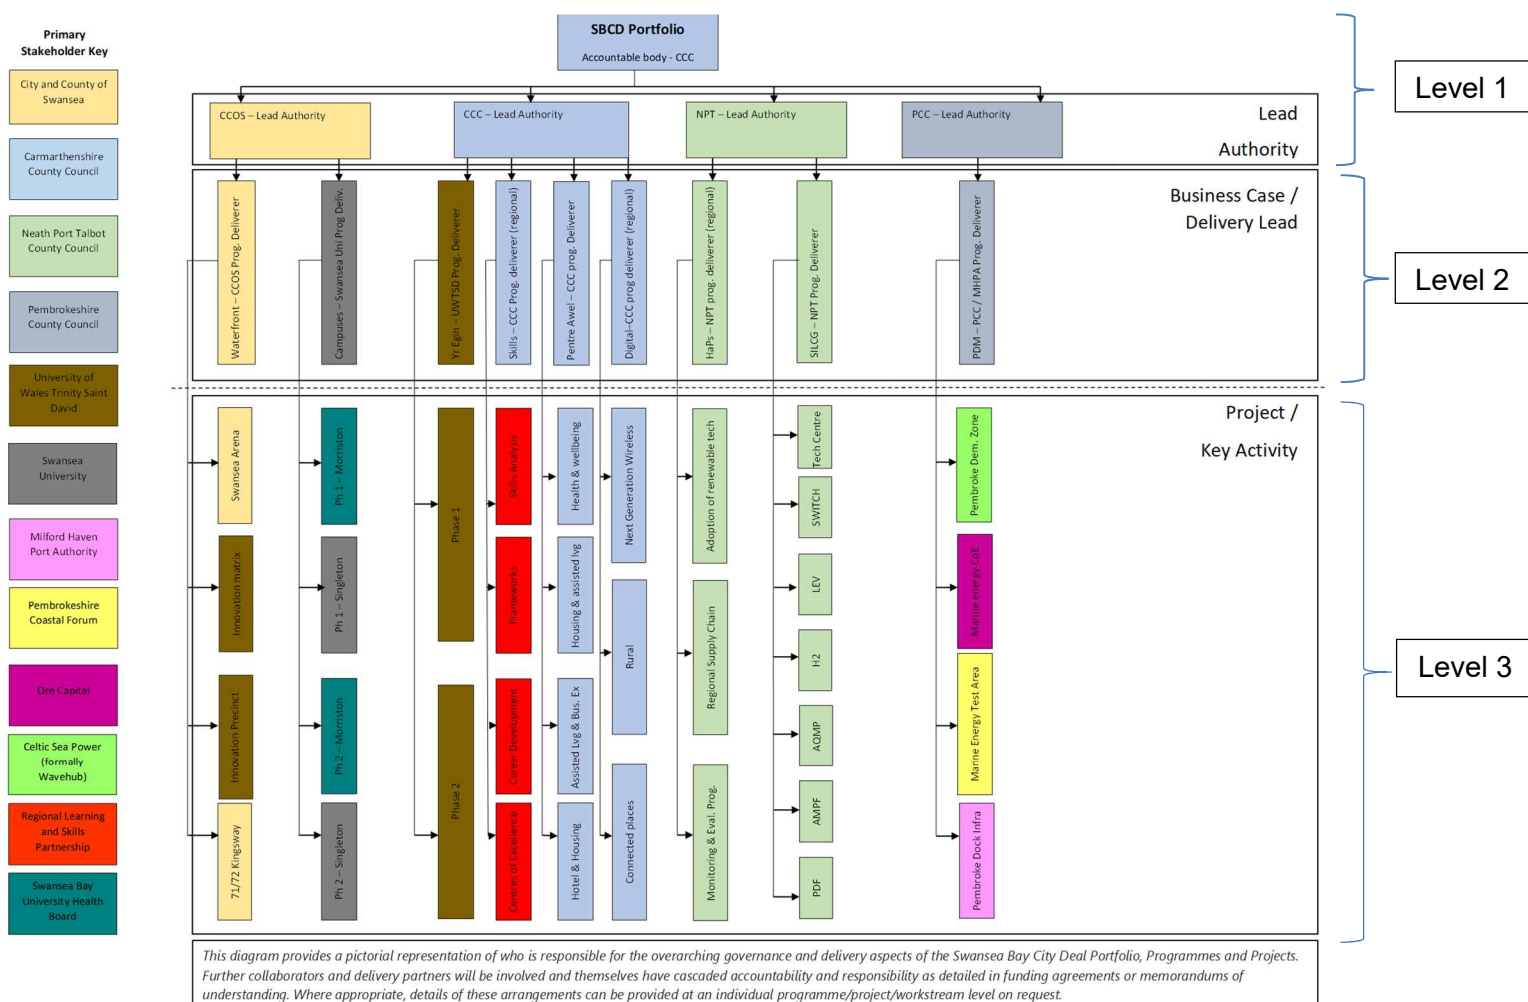 Primary
Stakeholder Key
City and County of
Swansea
Carmarthenshire
County Council
Neath Port Talbot
County Council
Pembrokeshire
County Council
University of
Wales Trinity Saint
David
Swansea
University
Milford Haven
Port Authority
Pembrokeshire
Coastal Forum
Ore Capital
Celtic Sea Power
(formally
Wavehub)
Regional Learning
and Skills
Partnership
Swansea Bay
University Health
Board
SBCD Portfolio
Accountable body - CCC
CCOS – Lead Authority
CCC – Lead Authority
NPT – Lead Authority
PCC – Lead Authority
Lead
Authority
Level 1
Waterfront – CCOS Prog. Deliverer
Campuses – Swansea Uni Prog Deliv.
Yr Egin – UWTSD Prog. Deliverer
Skills – CCC Prog. deliverer (regional)
Pentre Awel – CCC prog. Deliverer
Digital–CCC prog deliverer (regional)
HaPs – NPT prog. deliverer (regional)
SILCG – NPT Prog. Deliverer
PDM – PCC / MHPA Prog. Deliverer
Business Case /
Delivery Lead
Level 2
Project /
Key Activity
Level 3
Swansea Arena
Innovation matrix
Innovation Precinct
71/72 Kingsway
Ph 1 – Morriston
Ph 1 – Singleton
Ph 2 – Morriston
Ph 2 – Singleton
Phase 1
Phase 2
Skills Analysis
Frameworks
Career Development
Centres of Excellence
Health & wellbeing
Housing & assisted lvg
Assisted Lvg & Bus. Ex
Hotel & Housing
Next Generation Wireless
Rural
Connected places
Adoption of renewable tech
Regional Supply Chain
Monitoring & Eval. Prog.
Tech Centre
SWITCH
LEV
H2
AQMP
AMPF
PDF
Pembroke Dem. Zone
Marine energy CoE
Marine Energy Test Area
Pembroke Dock Infra
This diagram provides a pictorial representation of who is responsible for the overarching governance and delivery aspects of the Swansea Bay City Deal Portfolio, Programmes and Projects.
Further collaborators and delivery partners will be involved and themselves have cascaded accountability and responsibility as detailed in funding agreements or memorandums of
understanding. Where appropriate, details of these arrangements can be provided at an individual programme/project/workstream level on request.